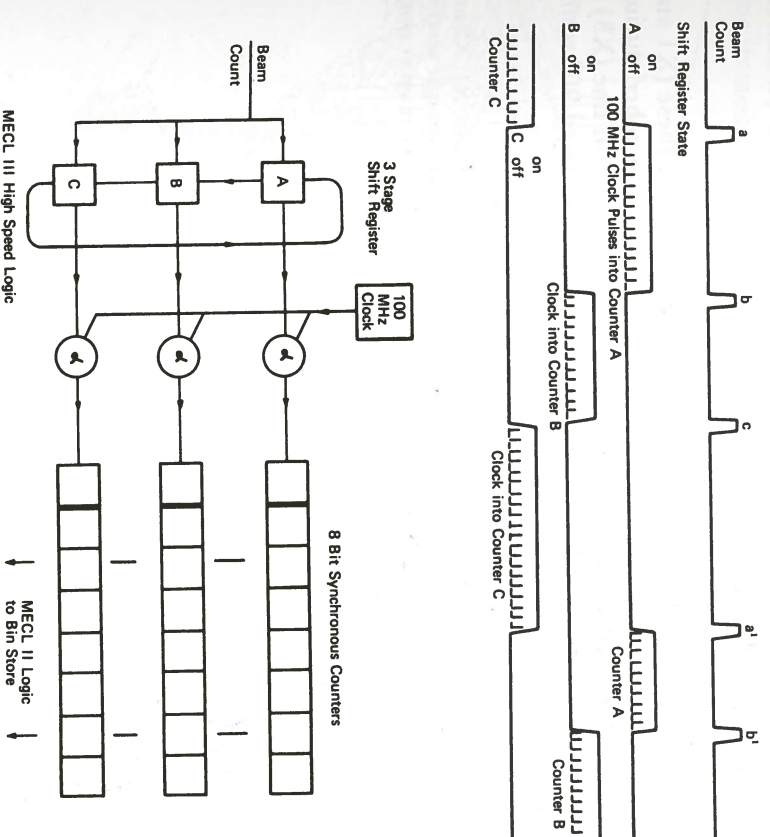 Beam
Count
a
b
c
a¹
b¹
Shift Register State
on
A off
100 MHz Clock Pulses into Counter A
Counter A
on
B off
Clock into Counter B
Counter B
on
C off
Counter C
Clock into Counter C
3 Stage
Shift Register
100
MHz
Clock
8 Bit Synchronous Counters
Beam
Count
A
B
C
α
α
α
MECL III High Speed Logic
MECL II Logic
to Bin Store